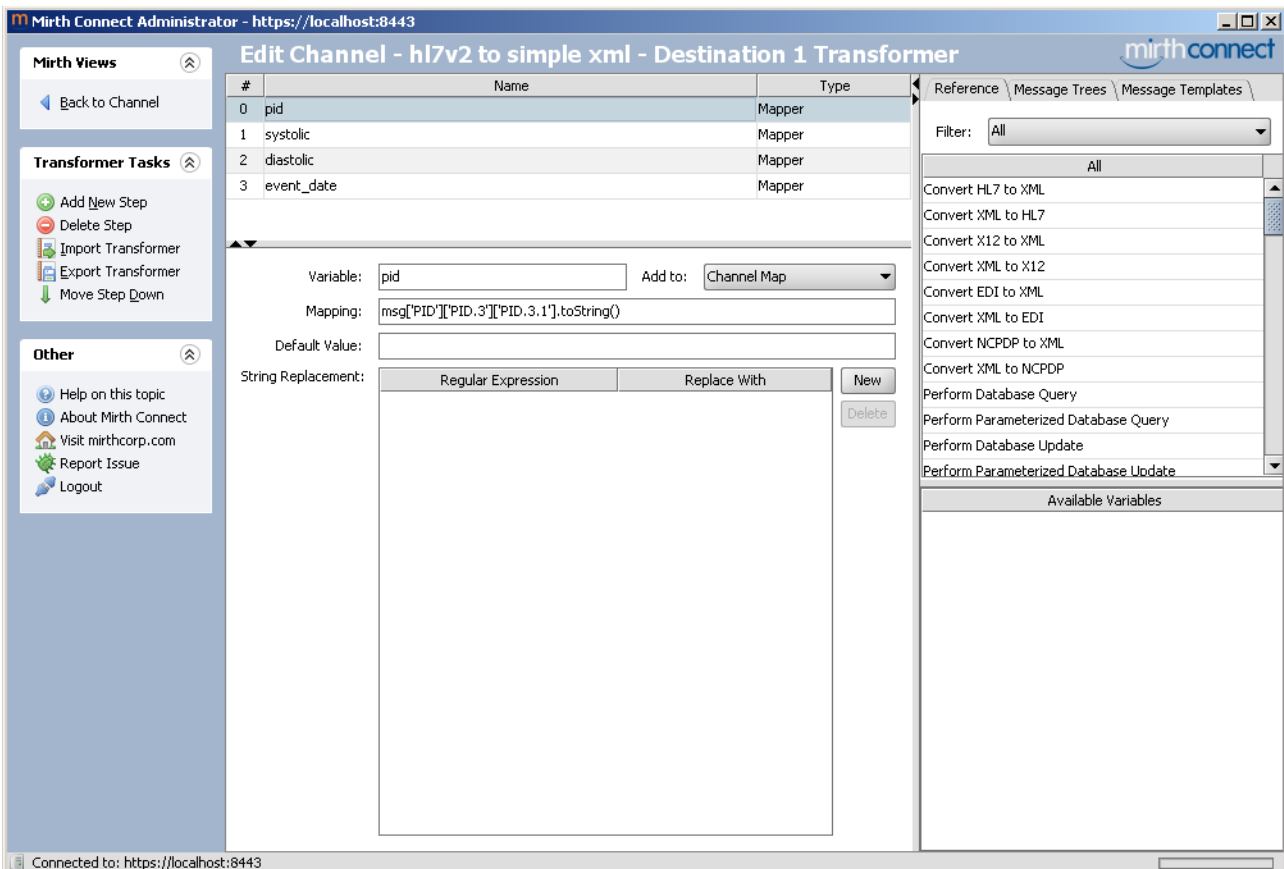 Mirth Connect Administrator - https://localhost:8443
Edit Channel - hl7v2 to simple xml - Destination 1 Transformer
mirthconnect
Mirth Views
Back to Channel
Transformer Tasks
Add New Step
Delete Step
Import Transformer
Export Transformer
Move Step Down
Other
Help on this topic
About Mirth Connect
Visit mirthcorp.com
Report Issue
Logout
# Name Type
0 pid Mapper
1 systolic Mapper
2 diastolic Mapper
3 event_date Mapper
Variable: pid Add to: Channel Map
Mapping: msg['PID']['PID.3']['PID.3.1'].toString()
Default Value:
String Replacement: Regular Expression Replace With New
Delete
Reference Message Trees Message Templates
Filter: All
All
Convert HL7 to XML
Convert XML to HL7
Convert X12 to XML
Convert XML to X12
Convert EDI to XML
Convert XML to EDI
Convert NCPDP to XML
Convert XML to NCPDP
Perform Database Query
Perform Parameterized Database Query
Perform Database Update
Perform Parameterized Database Update
Available Variables
Connected to: https://localhost:8443